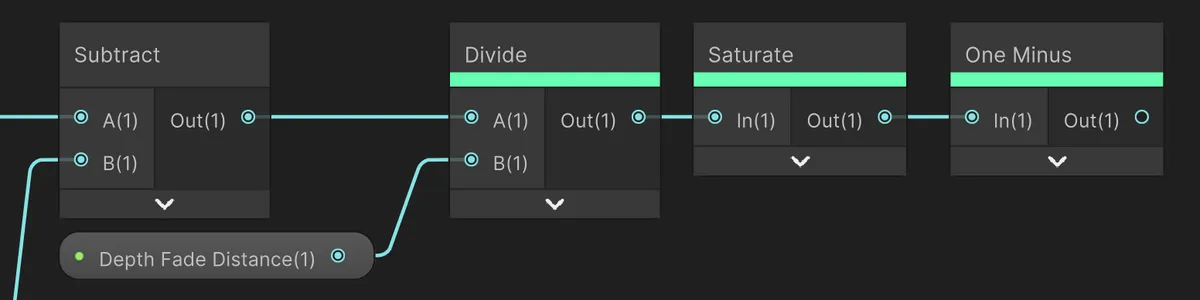 Subtract
A(1)
Out(1)
B(1)
Depth Fade Distance(1)
Divide
A(1)
Out(1)
B(1)
Saturate
In(1)
Out(1)
One Minus
In(1)
Out(1)